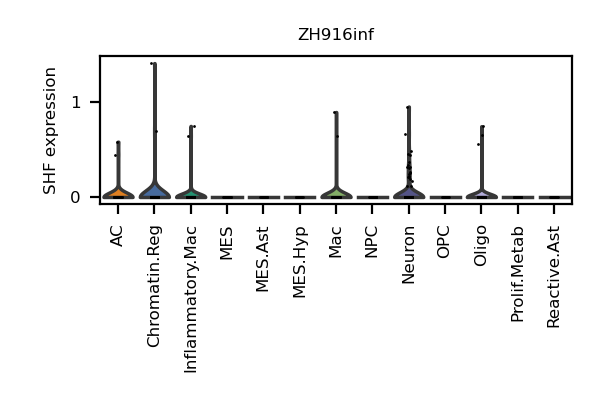 ZH916inf
SHF expression
1
0
AC
Chromatin.Reg
Inflammatory.Mac
MES
MES.Ast
MES.Hyp
Mac
NPC
Neuron
OPC
Oligo
Prolif.Metab
Reactive.Ast